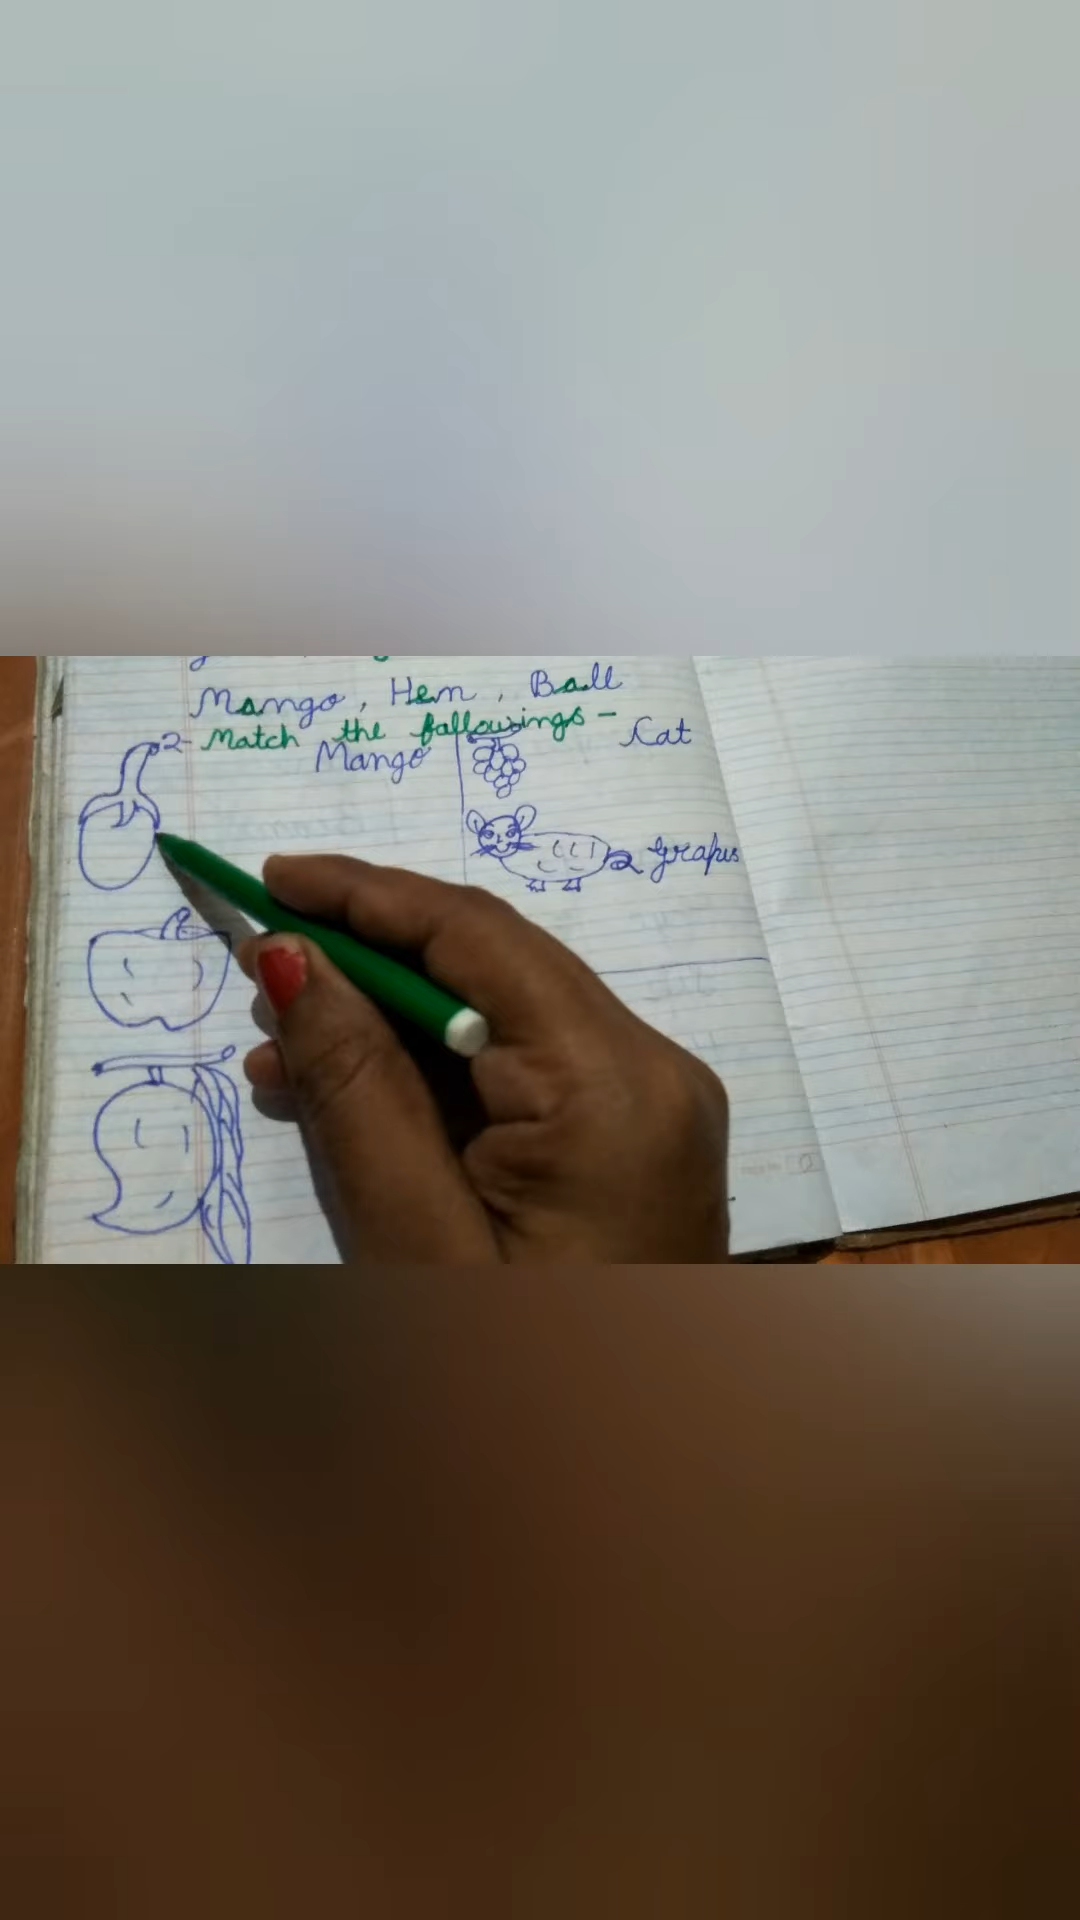 Mango, Hen, Ball
2- Match the fallowings -
Mango
Cat
grapes